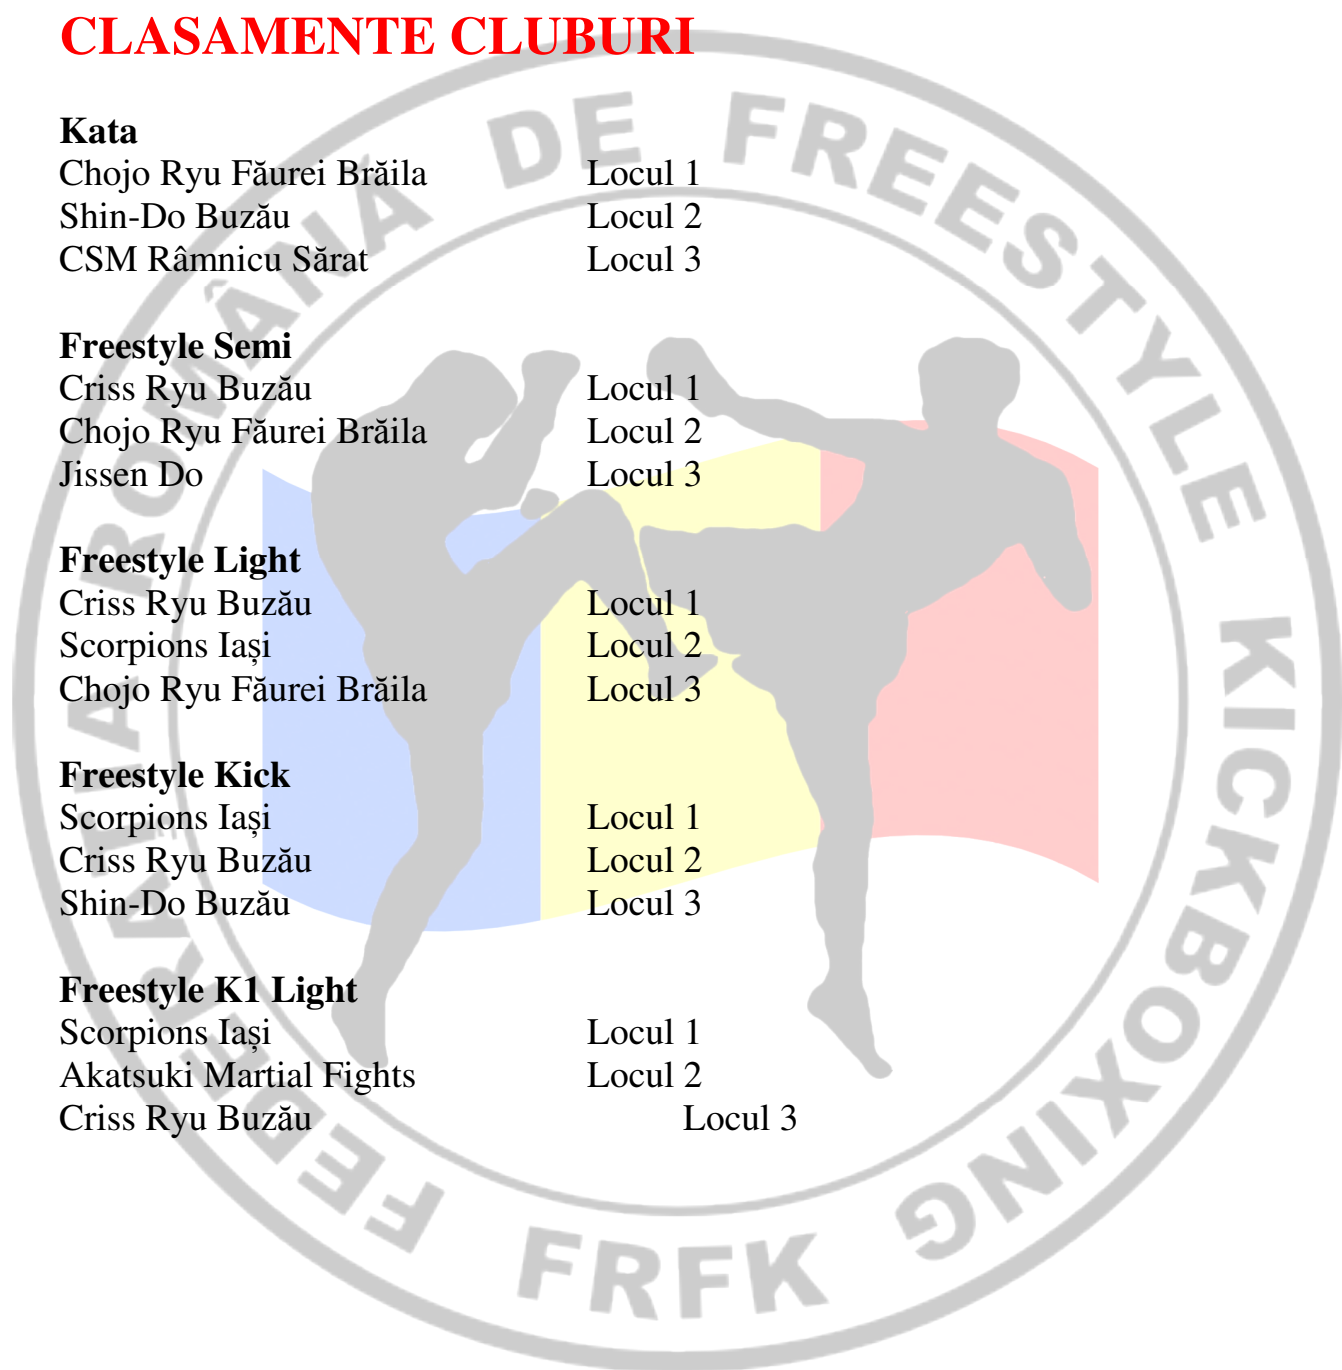 CLASAMENTE CLUBURI
Kata
Chojo Ryu Făurei Brăila Locul 1
Shin-Do Buzău Locul 2
CSM Râmnicu Sărat Locul 3
Freestyle Semi
Criss Ryu Buzău Locul 1
Chojo Ryu Făurei Brăila Locul 2
Jissen Do Locul 3
Freestyle Light
Criss Ryu Buzău Locul 1
Scorpions Iași Locul 2
Chojo Ryu Făurei Brăila Locul 3
Freestyle Kick
Scorpions Iași Locul 1
Criss Ryu Buzău Locul 2
Shin-Do Buzău Locul 3
Freestyle K1 Light
Scorpions Iași Locul 1
Akatsuki Martial Fights Locul 2
Criss Ryu Buzău Locul 3
FEDERAȚIA ROMÂNĂ DE FREESTYLE KICKBOXING
FRFK